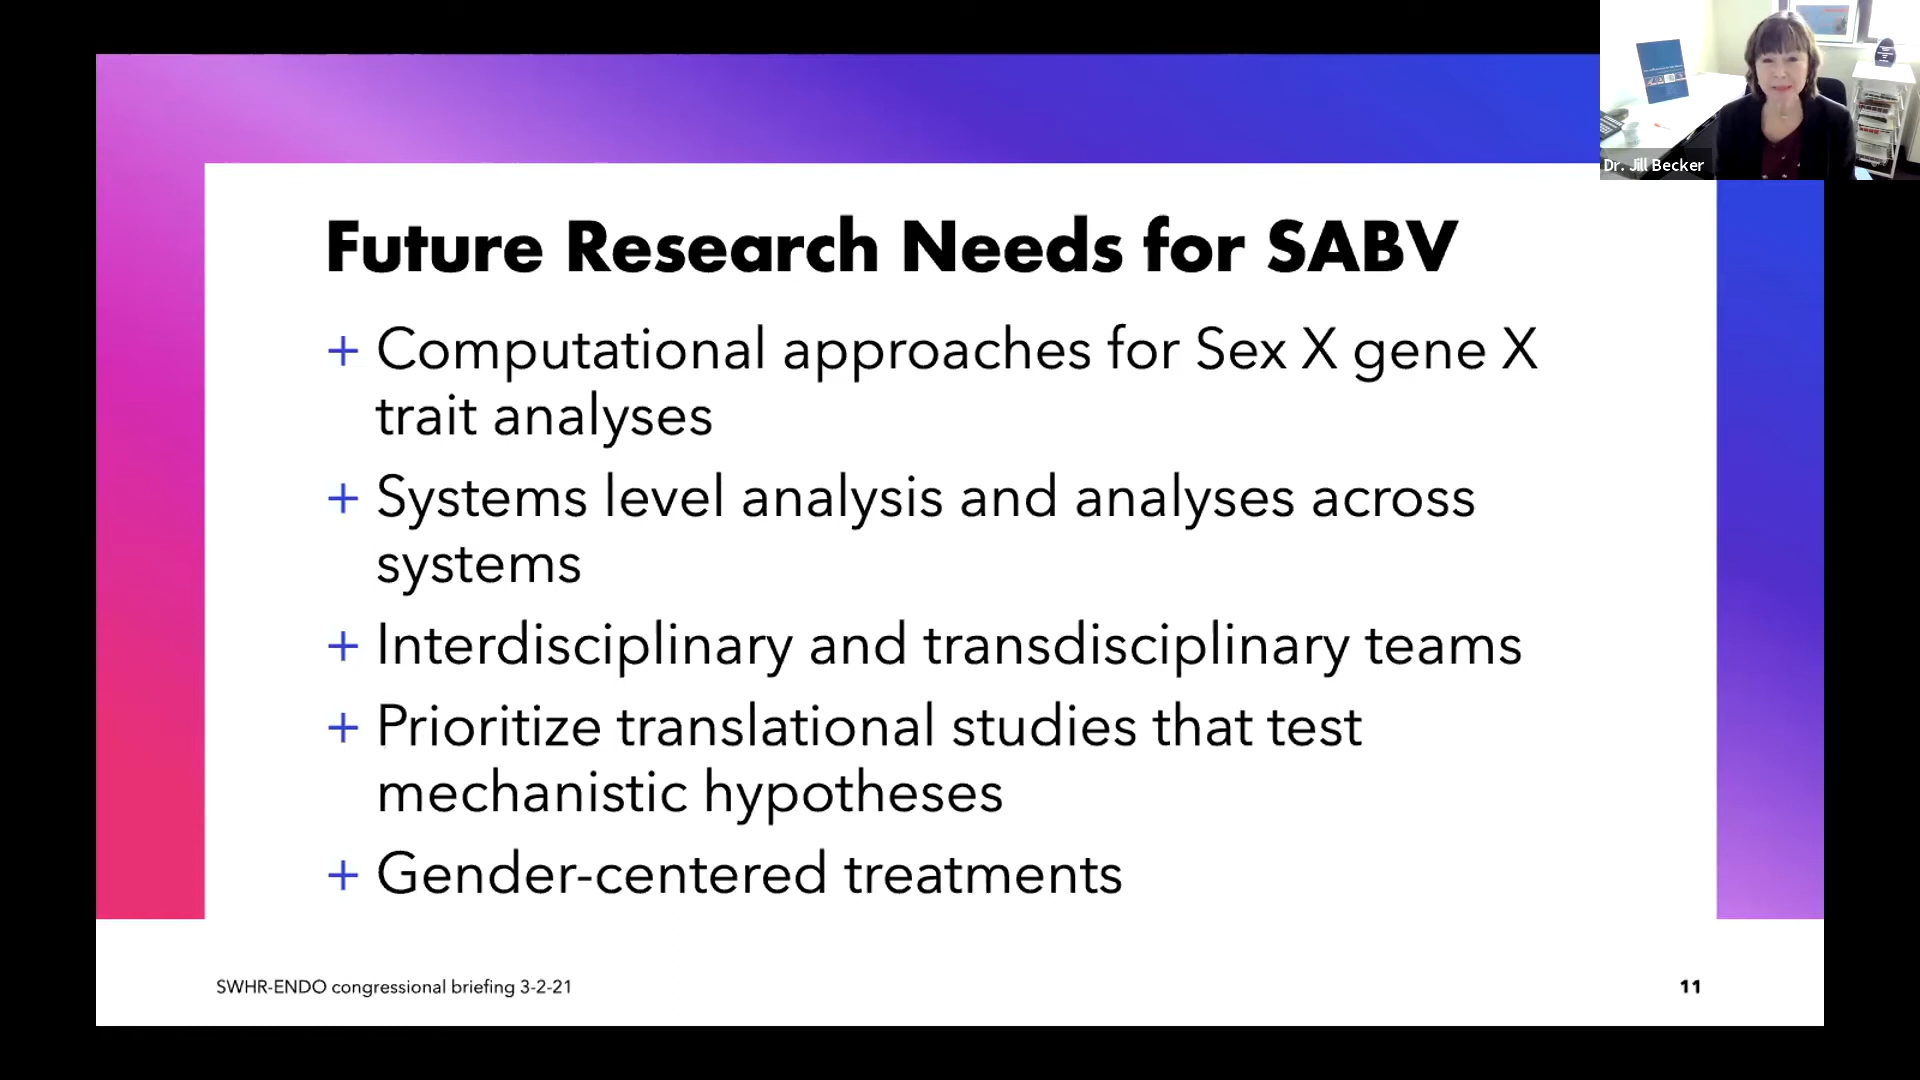 Dr. Jill Becker
Future Research Needs for SABV
+ Computational approaches for Sex X gene X
trait analyses
+ Systems level analysis and analyses across
systems
+ Interdisciplinary and transdisciplinary teams
+ Prioritize translational studies that test
mechanistic hypotheses
+ Gender-centered treatments
SWHR-ENDO congressional briefing 3-2-21
11